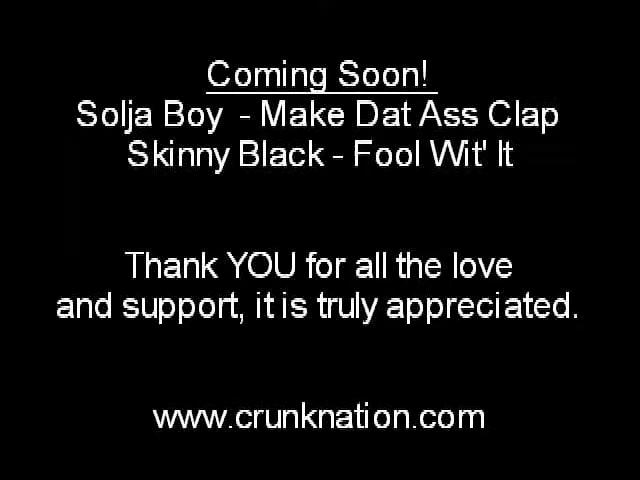 Coming Soon!
Solja Boy - Make Dat Ass Clap
Skinny Black - Fool Wit' It
Thank YOU for all the love
and support, it is truly appreciated.
www.crunknation.com